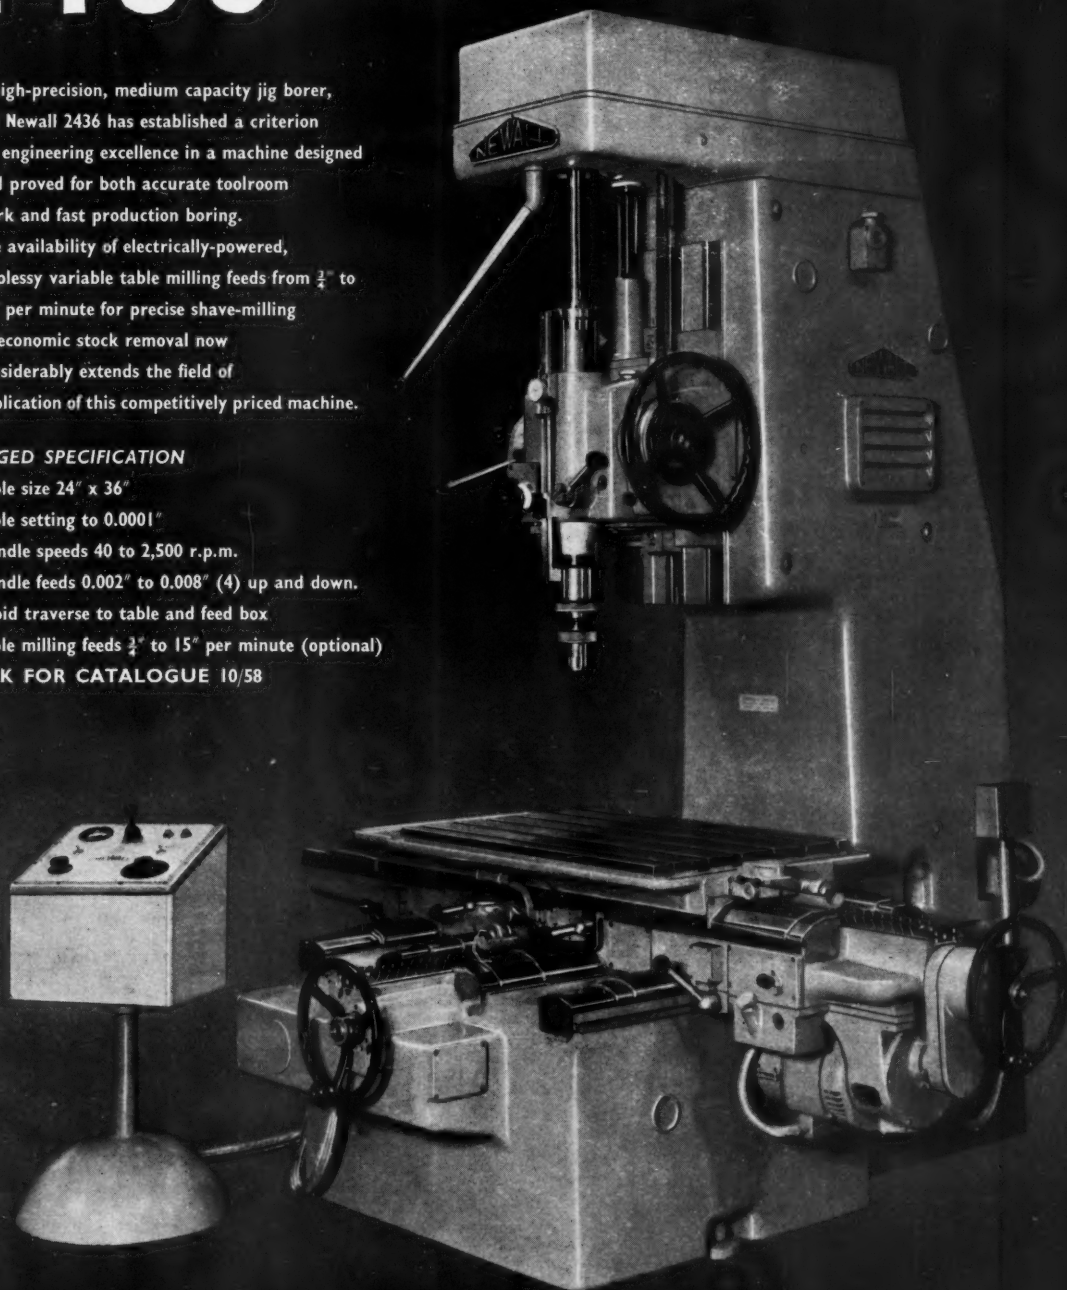 igh-precision, medium capacity jig borer,
Newall 2436 has established a criterion
engineering excellence in a machine designed
proved for both accurate toolroom
rk and fast production boring.
availability of electrically-powered,
plessy variable table milling feeds from ¾″ to
per minute for precise shave-milling
economic stock removal now
siderably extends the field of
plication of this competitively priced machine.
GED SPECIFICATION
ble size 24″ x 36″
ble setting to 0.0001″
ndle speeds 40 to 2,500 r.p.m.
ndle feeds 0.002″ to 0.008″ (4) up and down.
pid traverse to table and feed box
ble milling feeds ¾″ to 15″ per minute (optional)
K FOR CATALOGUE 10/58
NEWALL
NEWALL